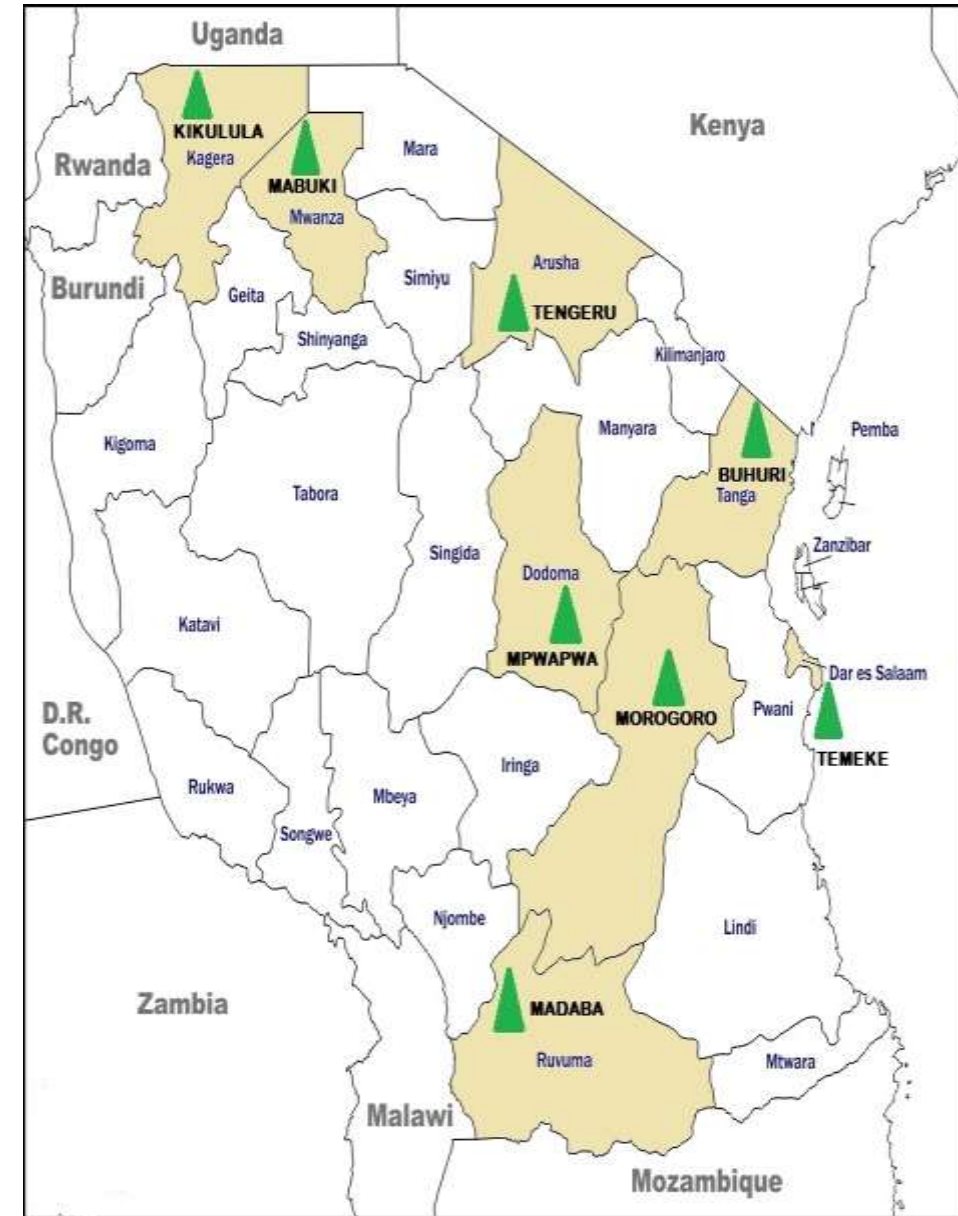 Uganda
Kenya
KIKULULA
Kagera
Rwanda
Mara
MABUKI
Mwanza
Arusha
Burundi
Geita
Simiyu
TENGERU
Shinyanga
Kilimanjaro
Kigoma
Manyara
Pemba
BUHURI
Tanga
Tabora
Singida
Zanzibar
Dodoma
Katavi
MPWAPWA
Dar es Salaam
D.R.
Congo
MOROGORO
Pwani
TEMEKE
Iringa
Rukwa
Mbeya
Songwe
Njombe
Lindi
Zambia
MADABA
Ruvuma
Mtwara
Malawi
Mozambique